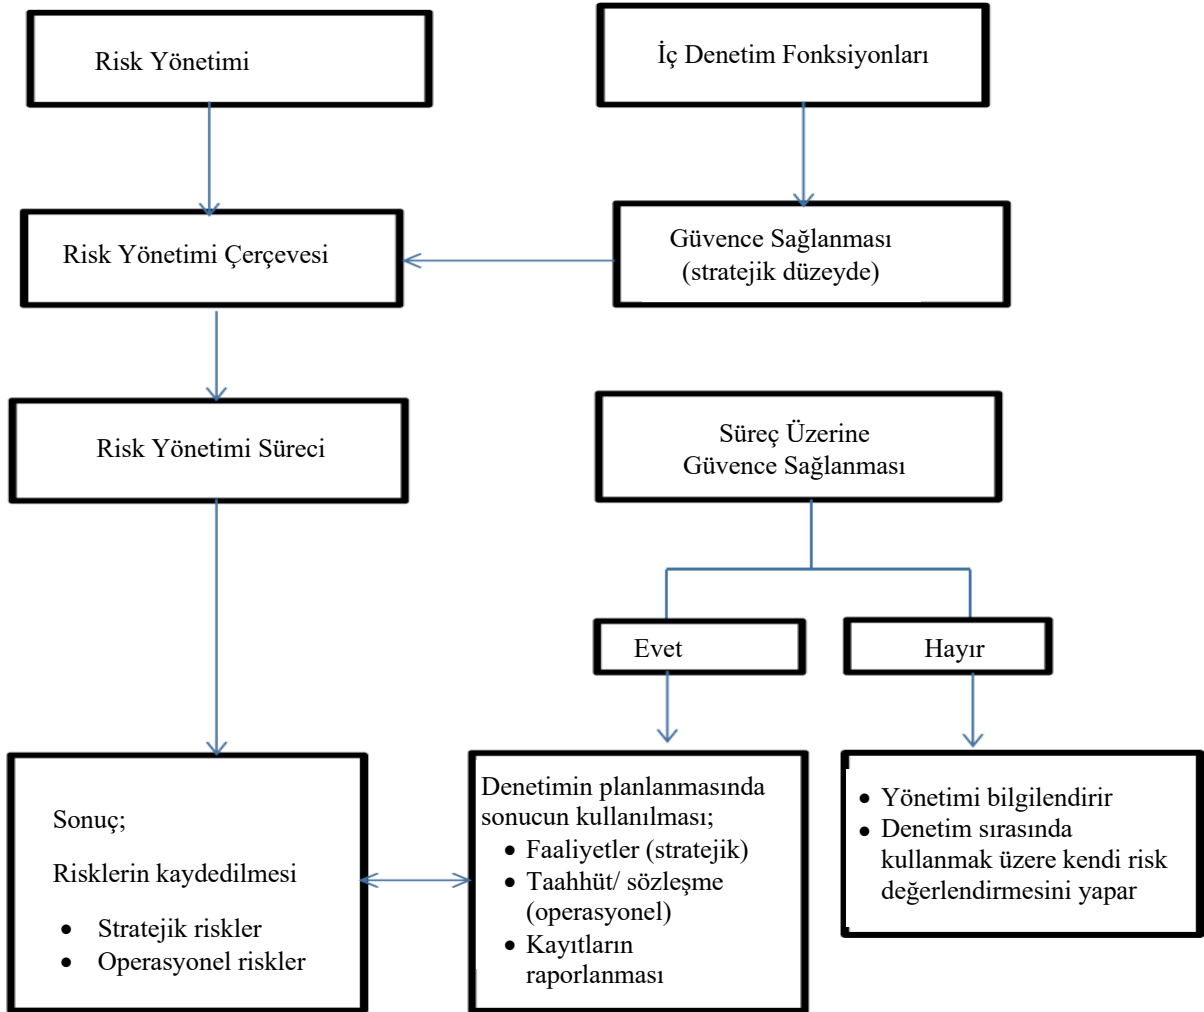 Risk Yönetimi
İç Denetim Fonksiyonları
Risk Yönetimi Çerçevesi
Güvence Sağlanması
(stratejik düzeyde)
Risk Yönetimi Süreci
Süreç Üzerine
Güvence Sağlanması
Evet
Hayır
Sonuç;
Risklerin kaydedilmesi
• Stratejik riskler
• Operasyonel riskler
Denetimin planlanmasında
sonucun kullanılması;
• Faaliyetler (stratejik)
• Taahhüt/ sözleşme
(operasyonel)
• Kayıtların
raporlanması
• Yönetimi bilgilendirir
• Denetim sırasında
kullanmak üzere kendi risk
değerlendirmesini yapar